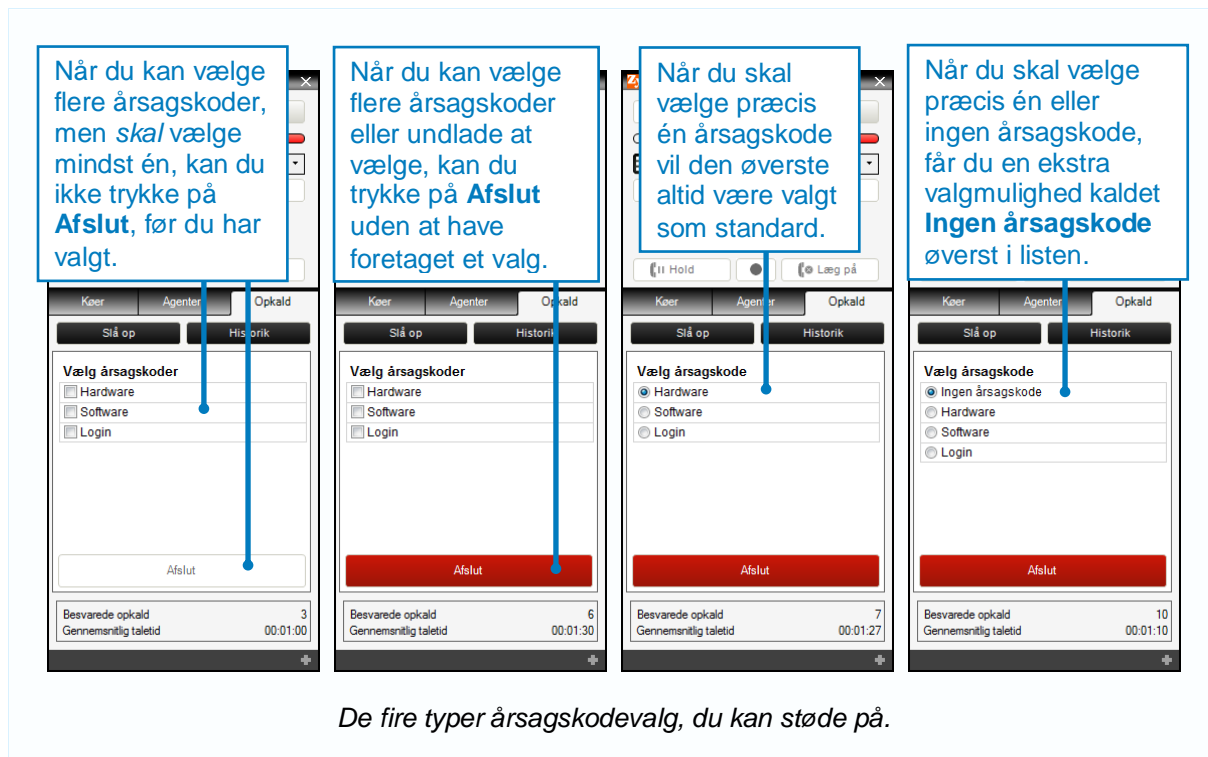 Når du kan vælge
flere årsagskoder,
men skal vælge
mindst én, kan du
ikke trykke på
Afslut, før du har
valgt.
Køer Agenter Opkald
Slå op Historik
Vælg årsagskoder
Hardware
Software
Login
Afslut
Besvarede opkald 3
Gennemsnitlig taletid 00:01:00
Når du kan vælge
flere årsagskoder
eller undlade at
vælge, kan du
trykke på Afslut
uden at have
foretaget et valg.
Køer Agenter Opkald
Slå op Historik
Vælg årsagskoder
Hardware
Software
Login
Afslut
Besvarede opkald 6
Gennemsnitlig taletid 00:01:30
Når du skal
vælge præcis
én årsagskode
vil den øverste
altid være valgt
som standard.
Hold Læg på
Køer Agenter Opkald
Slå op Historik
Vælg årsagskode
Hardware
Software
Login
Afslut
Besvarede opkald 7
Gennemsnitlig taletid 00:01:27
Når du skal vælge
præcis én eller
ingen årsagskode,
får du en ekstra
valgmulighed kaldet
Ingen årsagskode
øverst i listen.
Køer Agenter Opkald
Slå op Historik
Vælg årsagskode
Ingen årsagskode
Hardware
Software
Login
Afslut
Besvarede opkald 10
Gennemsnitlig taletid 00:01:10
De fire typer årsagskodevalg, du kan støde på.